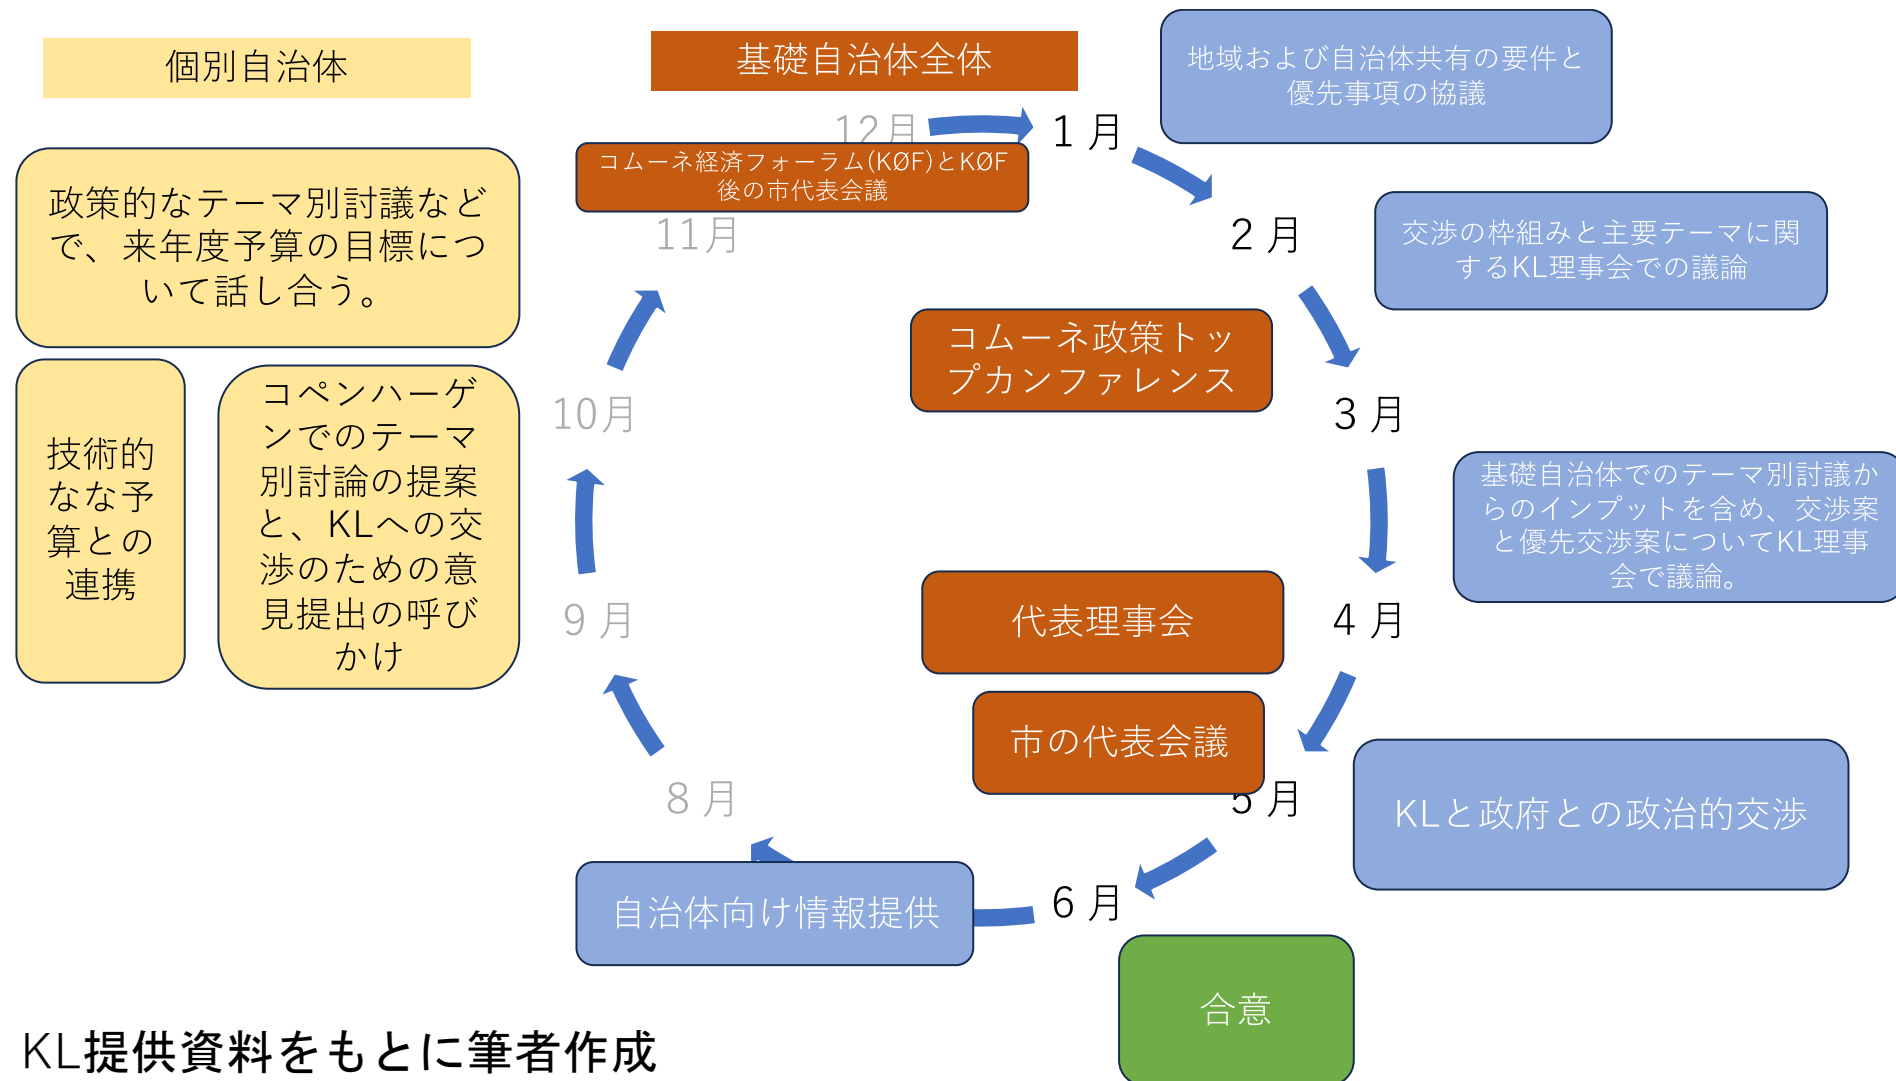 個別自治体
基礎自治体全体
地域および自治体共有の要件と
優先事項の協議
12月
1 月
コムーネ経済フォーラム(KØF)とKØF
後の市代表会議
政策的なテーマ別討議など
で、来年度予算の目標につ
いて話し合う。
11月
2 月
交渉の枠組みと主要テーマに関
するKL理事会での議論
コムーネ政策トッ
プカンファレンス
技術的
なな予
算との
連携
コペンハーゲ
ンでのテーマ
別討論の提案
と、KLへの交
渉のための意
見提出の呼び
かけ
10月
3 月
基礎自治体でのテーマ別討議か
らのインプットを含め、交渉案
と優先交渉案についてKL理事
会で議論。
代表理事会
9 月
4 月
市の代表会議
8 月
5 月
KLと政府との政治的交渉
自治体向け情報提供
6 月
合意
KL提供資料をもとに筆者作成